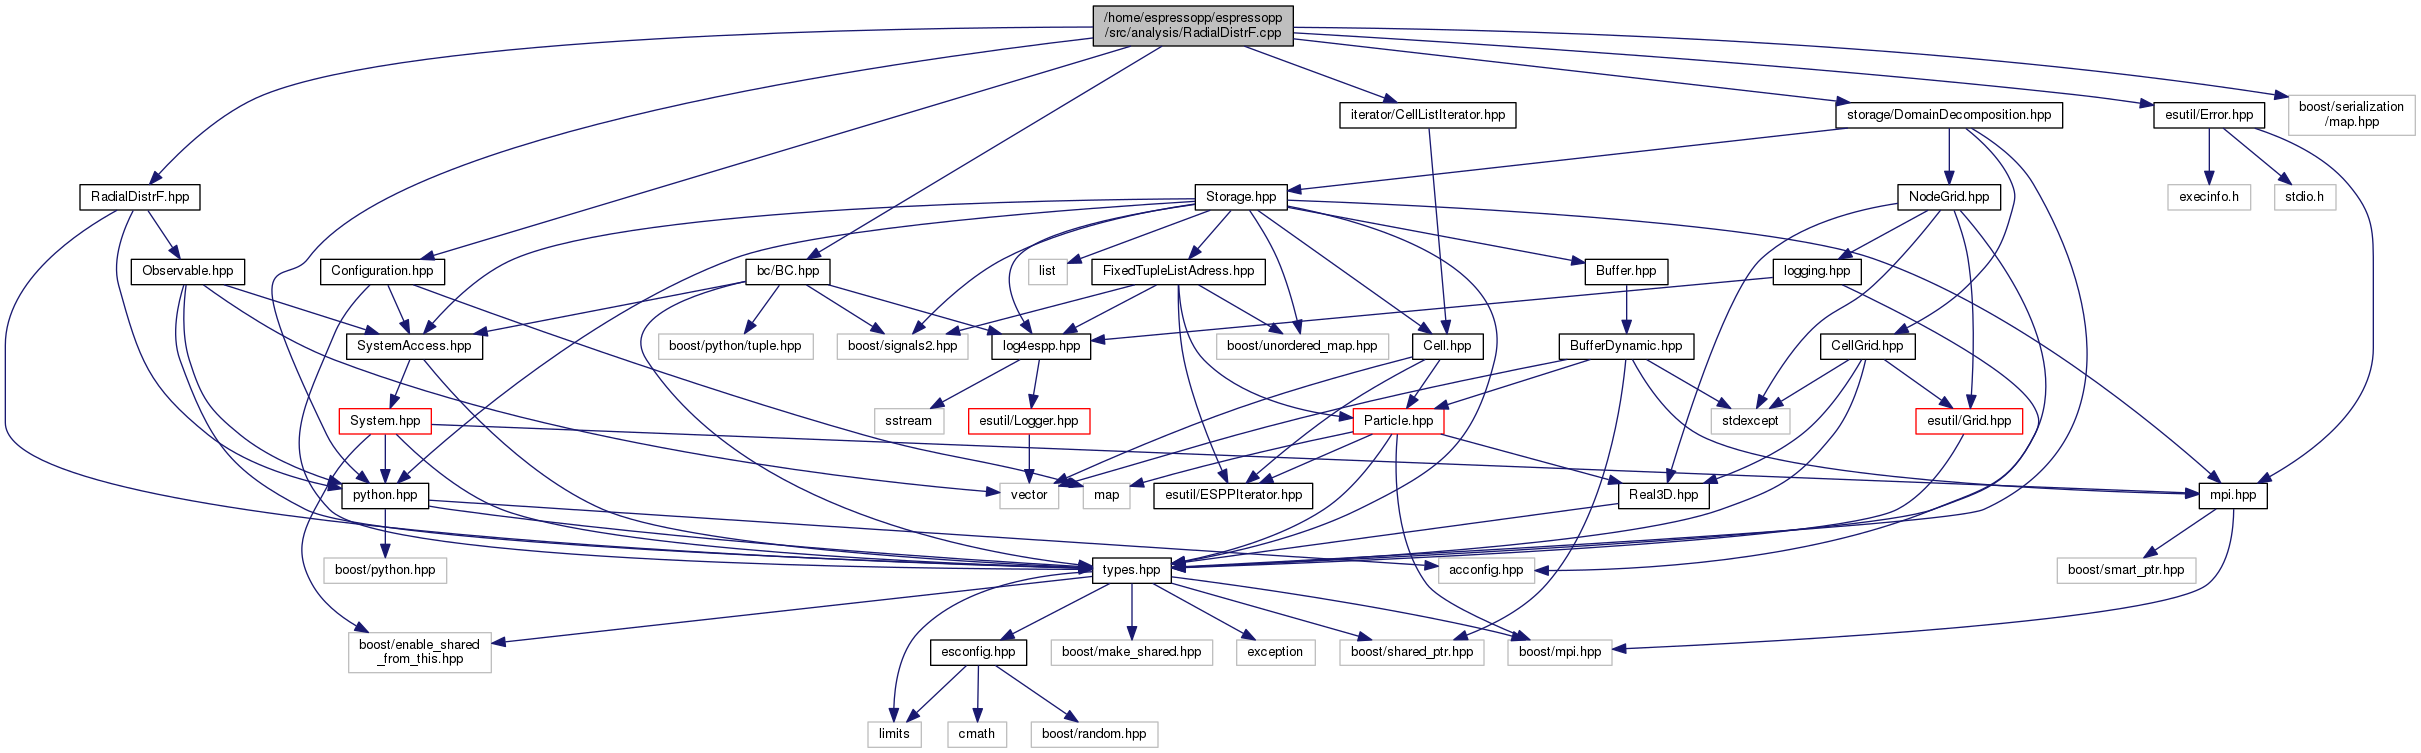 /home/espressopp/espressopp
/src/analysis/RadialDistrF.cpp
iterator/CellListIterator.hpp
storage/DomainDecomposition.hpp
esutil/Error.hpp
boost/serialization
/map.hpp
RadialDistrF.hpp
Storage.hpp
NodeGrid.hpp
execinfo.h
stdio.h
Observable.hpp
Configuration.hpp
bc/BC.hpp
list
FixedTupleListAdress.hpp
Buffer.hpp
logging.hpp
SystemAccess.hpp
boost/python/tuple.hpp
boost/signals2.hpp
log4espp.hpp
boost/unordered_map.hpp
Cell.hpp
BufferDynamic.hpp
CellGrid.hpp
System.hpp
sstream
esutil/Logger.hpp
Particle.hpp
stdexcept
esutil/Grid.hpp
python.hpp
vector
map
esutil/ESPPIterator.hpp
Real3D.hpp
mpi.hpp
boost/python.hpp
types.hpp
acconfig.hpp
boost/smart_ptr.hpp
boost/enable_shared
_from_this.hpp
esconfig.hpp
boost/make_shared.hpp
exception
boost/shared_ptr.hpp
boost/mpi.hpp
limits
cmath
boost/random.hpp